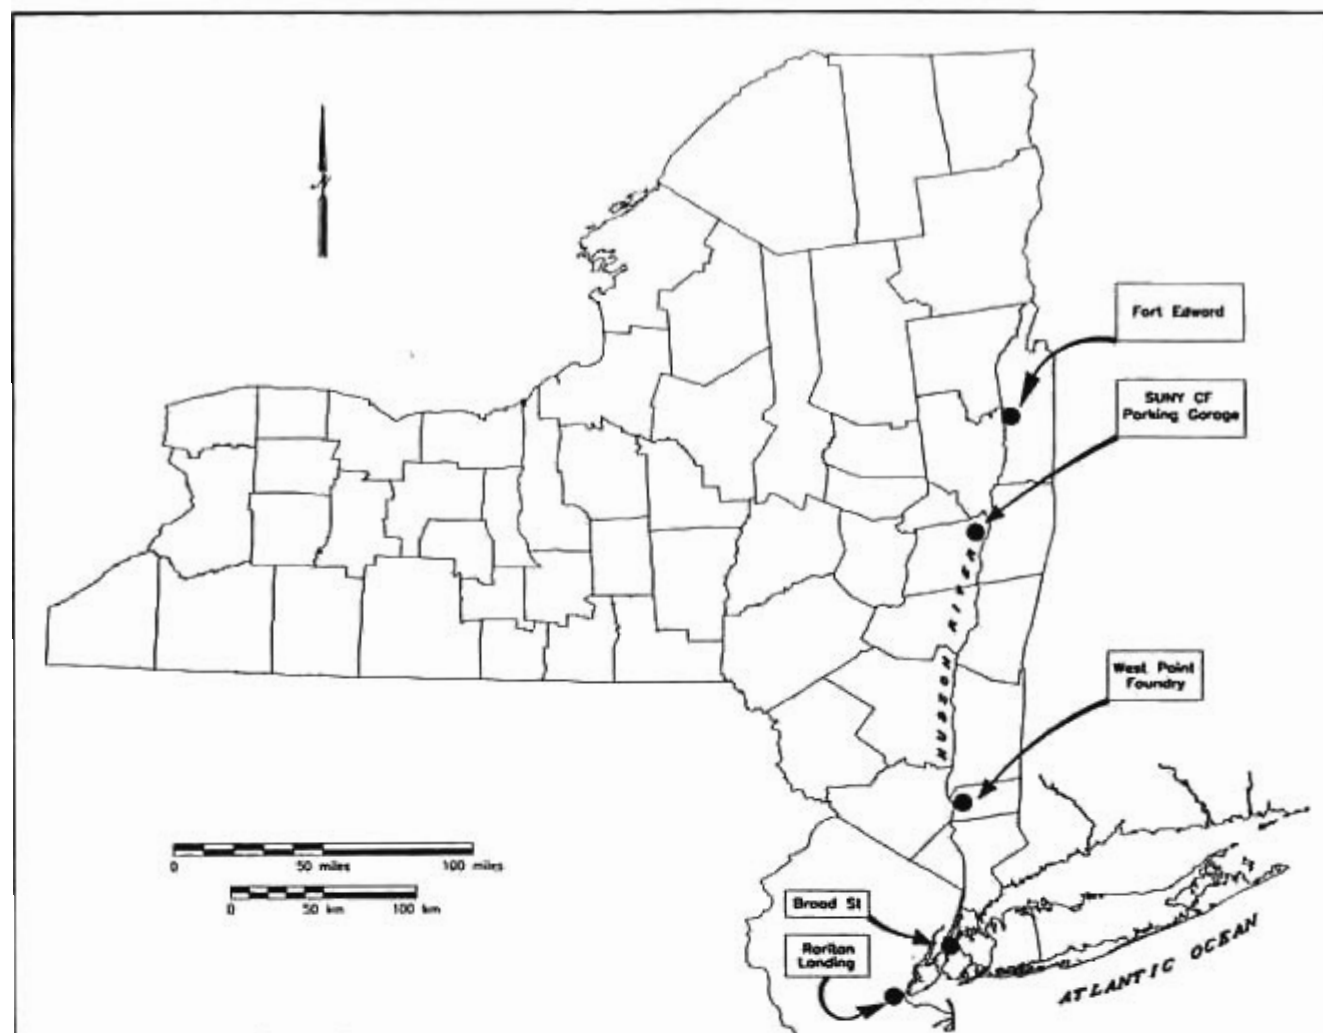 N
Fort Edward
SUNY CF
Parking Garage
HUDSON RIVER
West Point
Foundry
0 50 miles 100 miles
0 50 km 100 km
Broad St
Raritan
Landing
ATLANTIC OCEAN